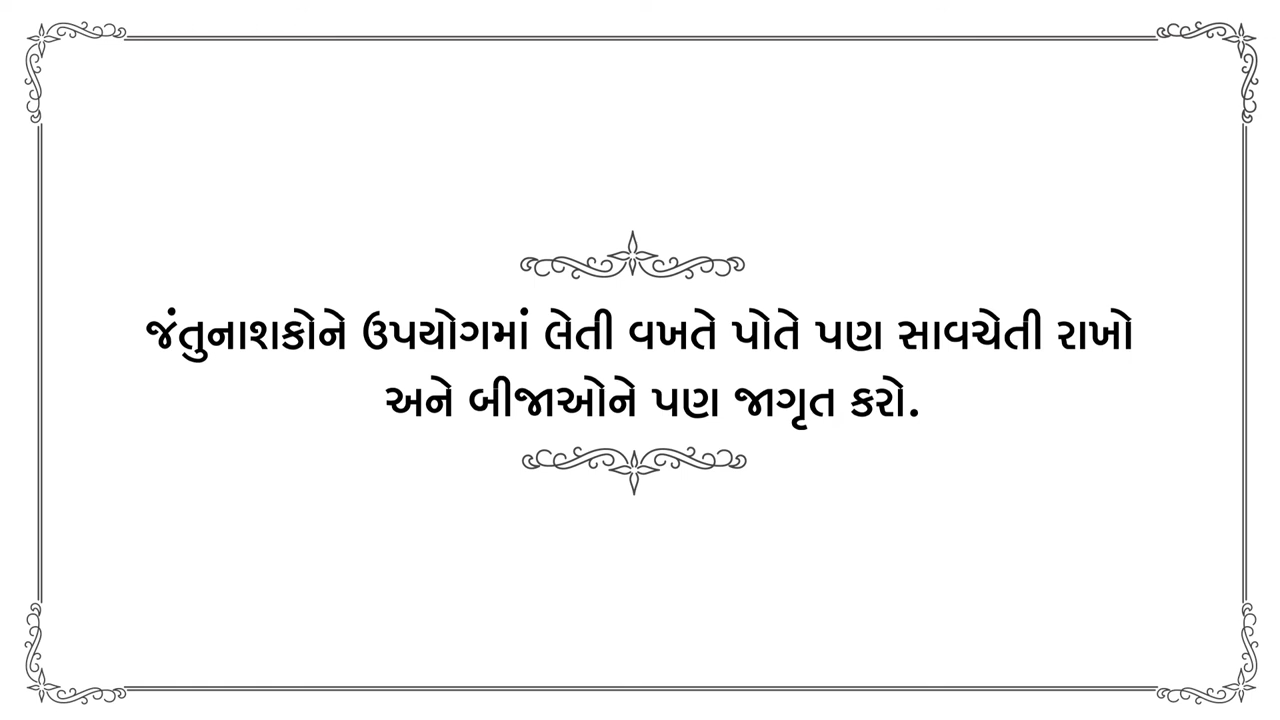 જંતુનાશકોને ઉપયોગમાં લેતી વખતે પોતે પણ સાવચેતી રાખો
અને બીજાઓને પણ જાગૃત કરો.